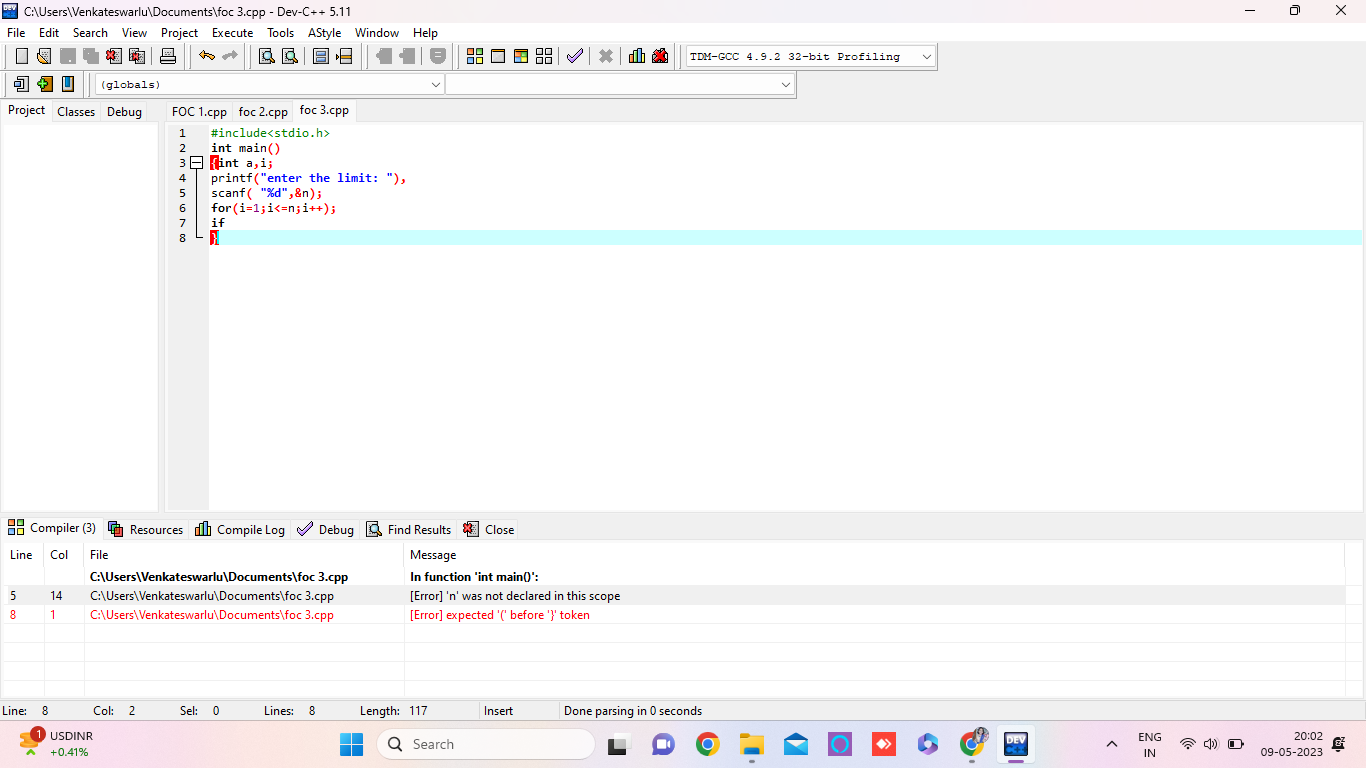 C:\Users\Venkateswarlu\Documents\foc 3.cpp - Dev-C++ 5.11
File Edit Search View Project Execute Tools AStyle Window Help
TDM-GCC 4.9.2 32-bit Profiling
(globals)
Project Classes Debug
FOC 1.cpp foc 2.cpp foc 3.cpp
1 #include<stdio.h>
2 int main()
3 {int a,i;
4 printf("enter the limit: "),
5 scanf( "%d",&n);
6 for(i=1;i<=n;i++);
7 if
8 }
Compiler (3) Resources Compile Log Debug Find Results Close
Line Col File Message
C:\Users\Venkateswarlu\Documents\foc 3.cpp In function 'int main()':
5 14 C:\Users\Venkateswarlu\Documents\foc 3.cpp [Error] 'n' was not declared in this scope
8 1 C:\Users\Venkateswarlu\Documents\foc 3.cpp [Error] expected '(' before '}' token
Line: 8 Col: 2 Sel: 0 Lines: 8 Length: 117 Insert Done parsing in 0 seconds
1
USDINR
+0.41%
Search
DEV
ENG
IN
20:02
09-05-2023